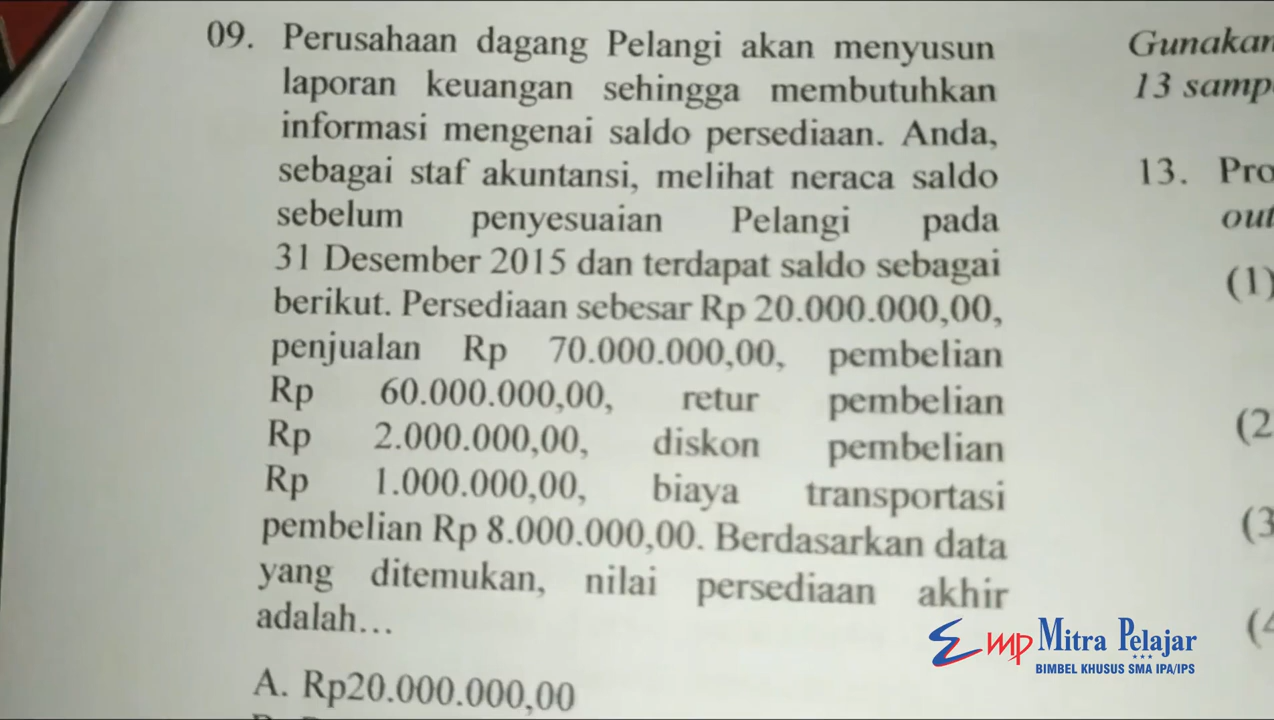 09. Perusahaan dagang Pelangi akan menyusun
laporan keuangan sehingga membutuhkan
informasi mengenai saldo persediaan. Anda,
sebagai staf akuntansi, melihat neraca saldo
sebelum penyesuaian Pelangi pada
31 Desember 2015 dan terdapat saldo sebagai
berikut. Persediaan sebesar Rp 20.000.000,00,
penjualan Rp 70.000.000,00, pembelian
Rp 60.000.000,00, retur pembelian
Rp 2.000.000,00, diskon pembelian
Rp 1.000.000,00, biaya transportasi
pembelian Rp 8.000.000,00. Berdasarkan data
yang ditemukan, nilai persediaan akhir
adalah...
A. Rp20.000.000,00
13.
(1)
(2
(3
(4
emp Mitra Pelajar
BIMBEL KHUSUS SMA IPA/IPS